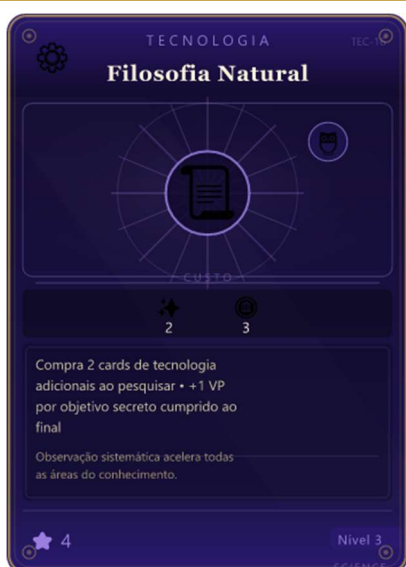 TECNOLOGIA
Filosofia Natural
CUSTO
2 3
Compra 2 cards de tecnologia
adicionais ao pesquisar • +1 VP
por objetivo secreto cumprido ao
final
Observação sistemática acelera todas
as áreas do conhecimento.
4
Nível 3
SCIENCE